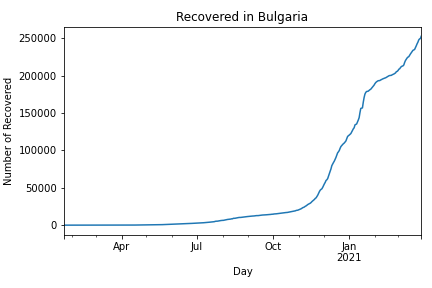 Recovered in Bulgaria
Number of Recovered
250000
200000
150000
100000
50000
0
Apr Jul Oct Jan
2021
Day